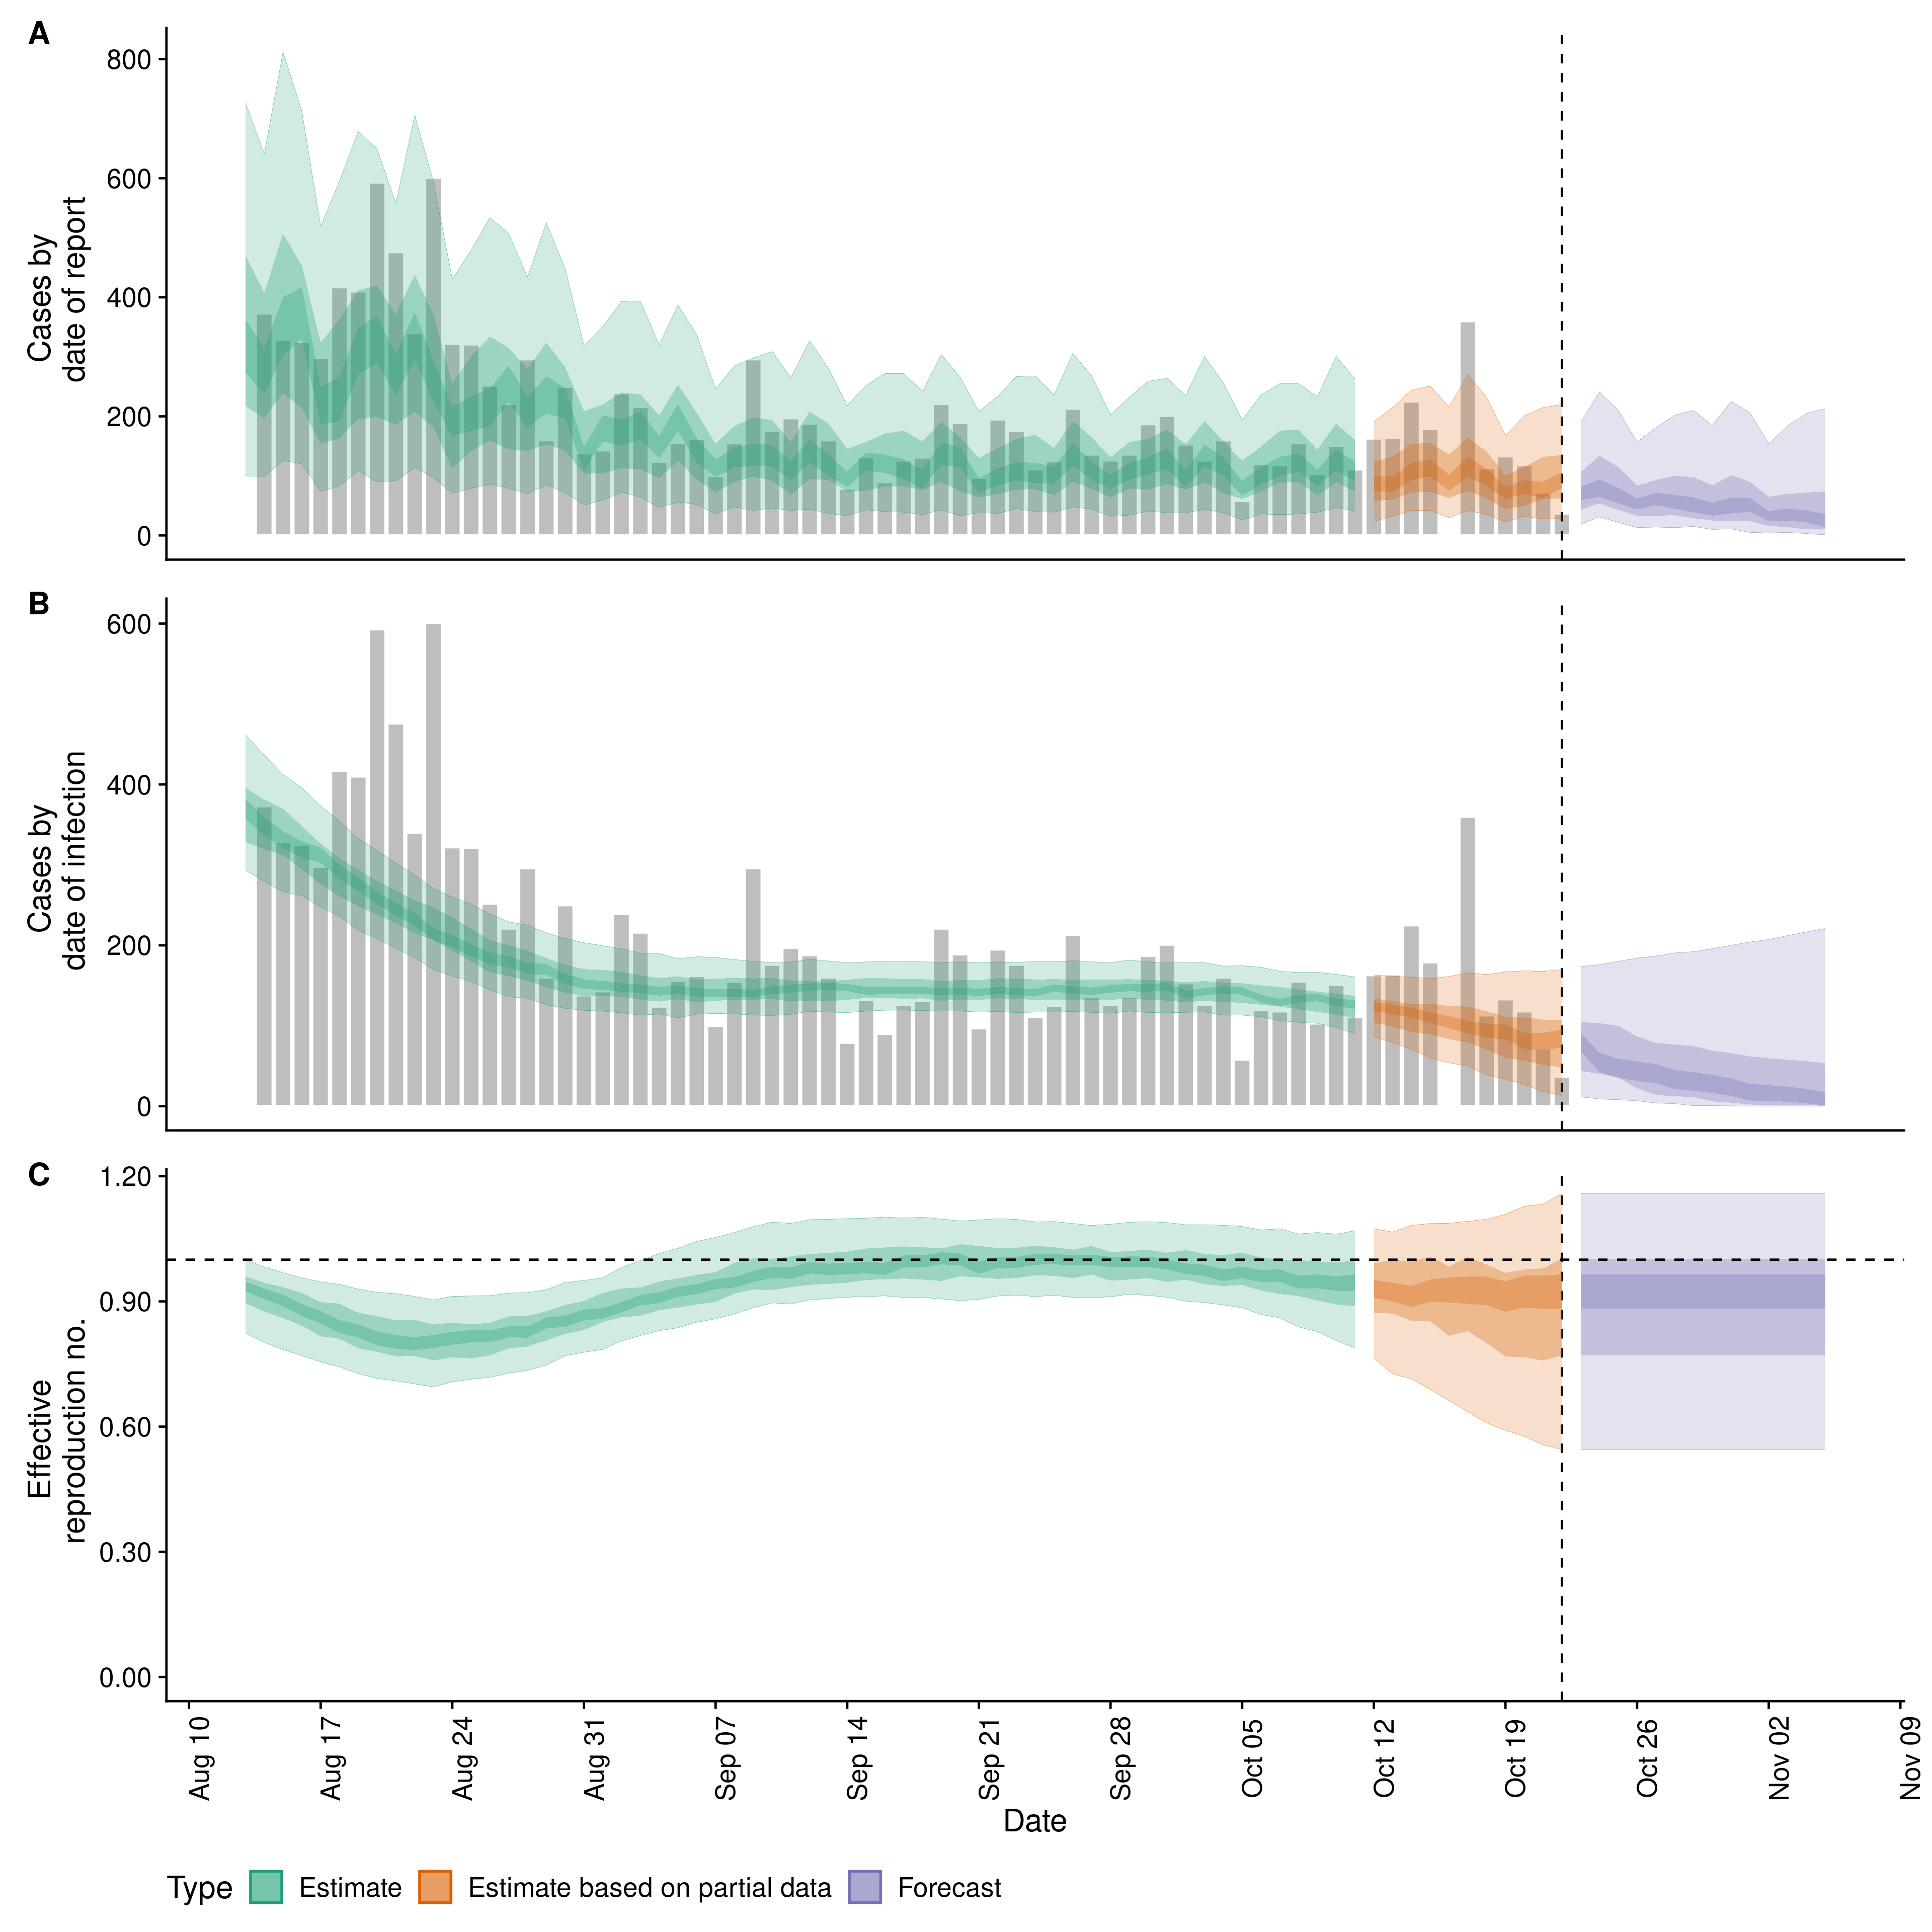 A
800
600
400
200
0
Cases by
date of report
B
600
400
200
0
Cases by
date of infection
C
1.20
0.90
0.60
0.30
0.00
Effective
reproduction no.
Aug 10
Aug 17
Aug 24
Aug 31
Sep 07
Sep 14
Sep 21
Sep 28
Oct 05
Oct 12
Oct 19
Oct 26
Nov 02
Nov 09
Date
Type Estimate Estimate based on partial data Forecast